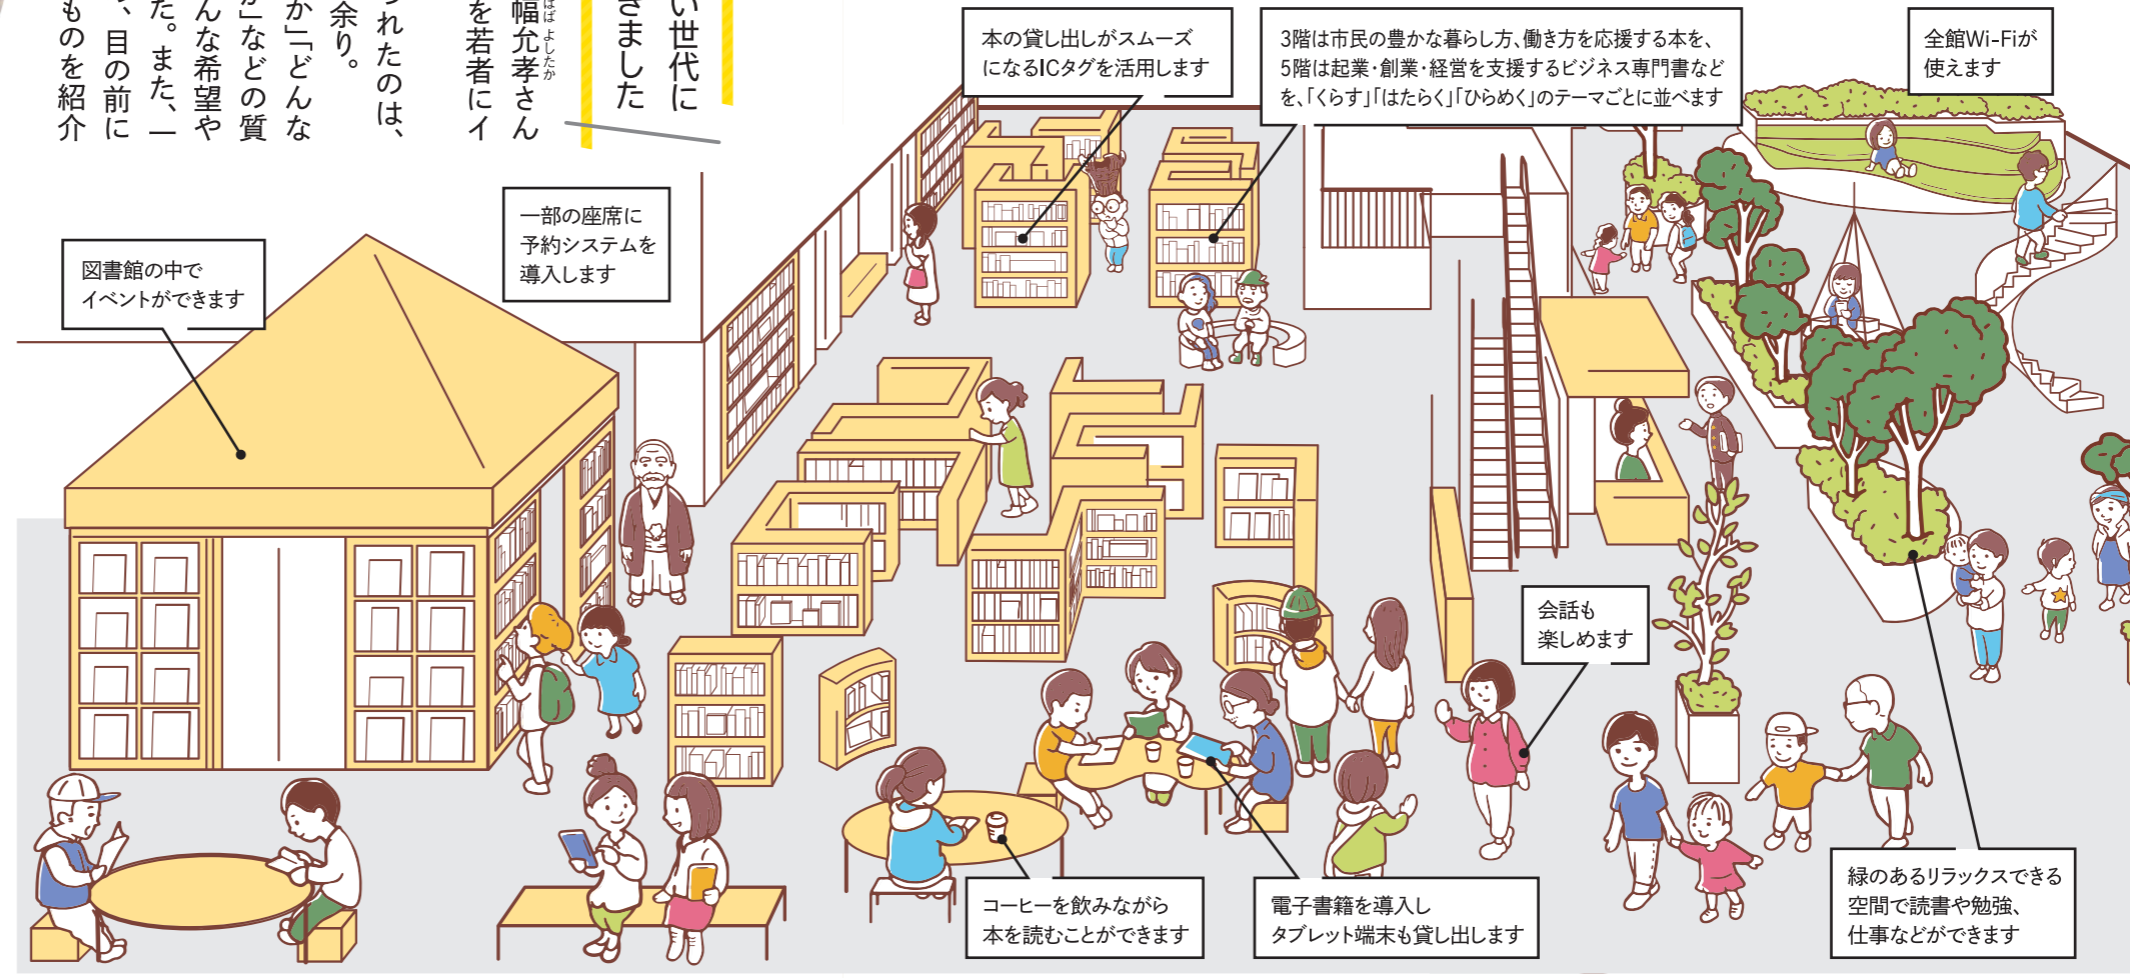 い世代に
きました
幅允孝さん
ばば よしたか
を若者にイ
られたのは、
余り。
か」「どんな
」などの質
んな希望や
た。また、一
、目の前に
ものを紹介
本の貸し出しがスムーズ
になるICタグを活用します
3階は市民の豊かな暮らし方、働き方を応援する本を、
5階は起業・創業・経営を支援するビジネス専門書など
を、「くらす」「はたらく」「ひらめく」のテーマごとに並べます
全館Wi-Fiが
使えます
一部の座席に
予約システムを
導入します
図書館の中で
イベントができます
会話も
楽しめます
コーヒーを飲みながら
本を読むことができます
電子書籍を導入し
タブレット端末も貸し出します
緑のあるリラックスできる
空間で読書や勉強、
仕事などができます